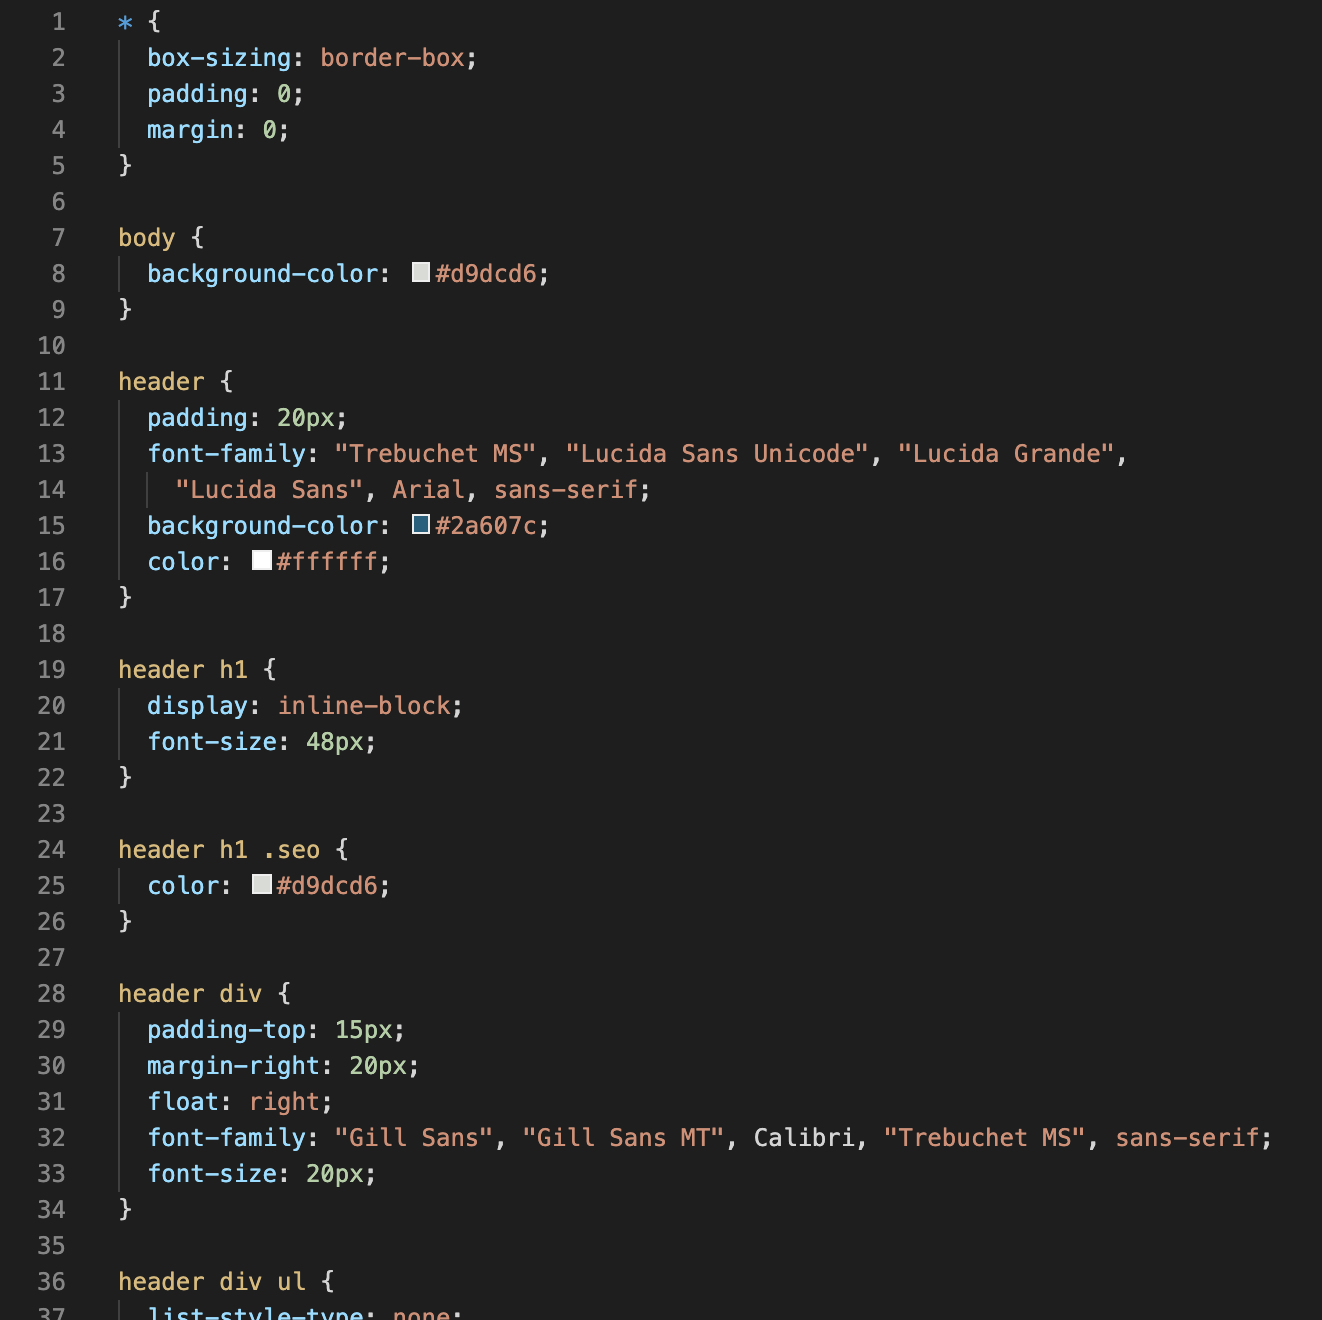 1 * {
2 box-sizing: border-box;
3 padding: 0;
4 margin: 0;
5 }
6
7 body {
8 background-color: #d9dcd6;
9 }
10
11 header {
12 padding: 20px;
13 font-family: "Trebuchet MS", "Lucida Sans Unicode", "Lucida Grande",
14 "Lucida Sans", Arial, sans-serif;
15 background-color: #2a607c;
16 color: #ffffff;
17 }
18
19 header h1 {
20 display: inline-block;
21 font-size: 48px;
22 }
23
24 header h1 .seo {
25 color: #d9dcd6;
26 }
27
28 header div {
29 padding-top: 15px;
30 margin-right: 20px;
31 float: right;
32 font-family: "Gill Sans", "Gill Sans MT", Calibri, "Trebuchet MS", sans-serif;
33 font-size: 20px;
34 }
35
36 header div ul {
37 list-style-type: none;